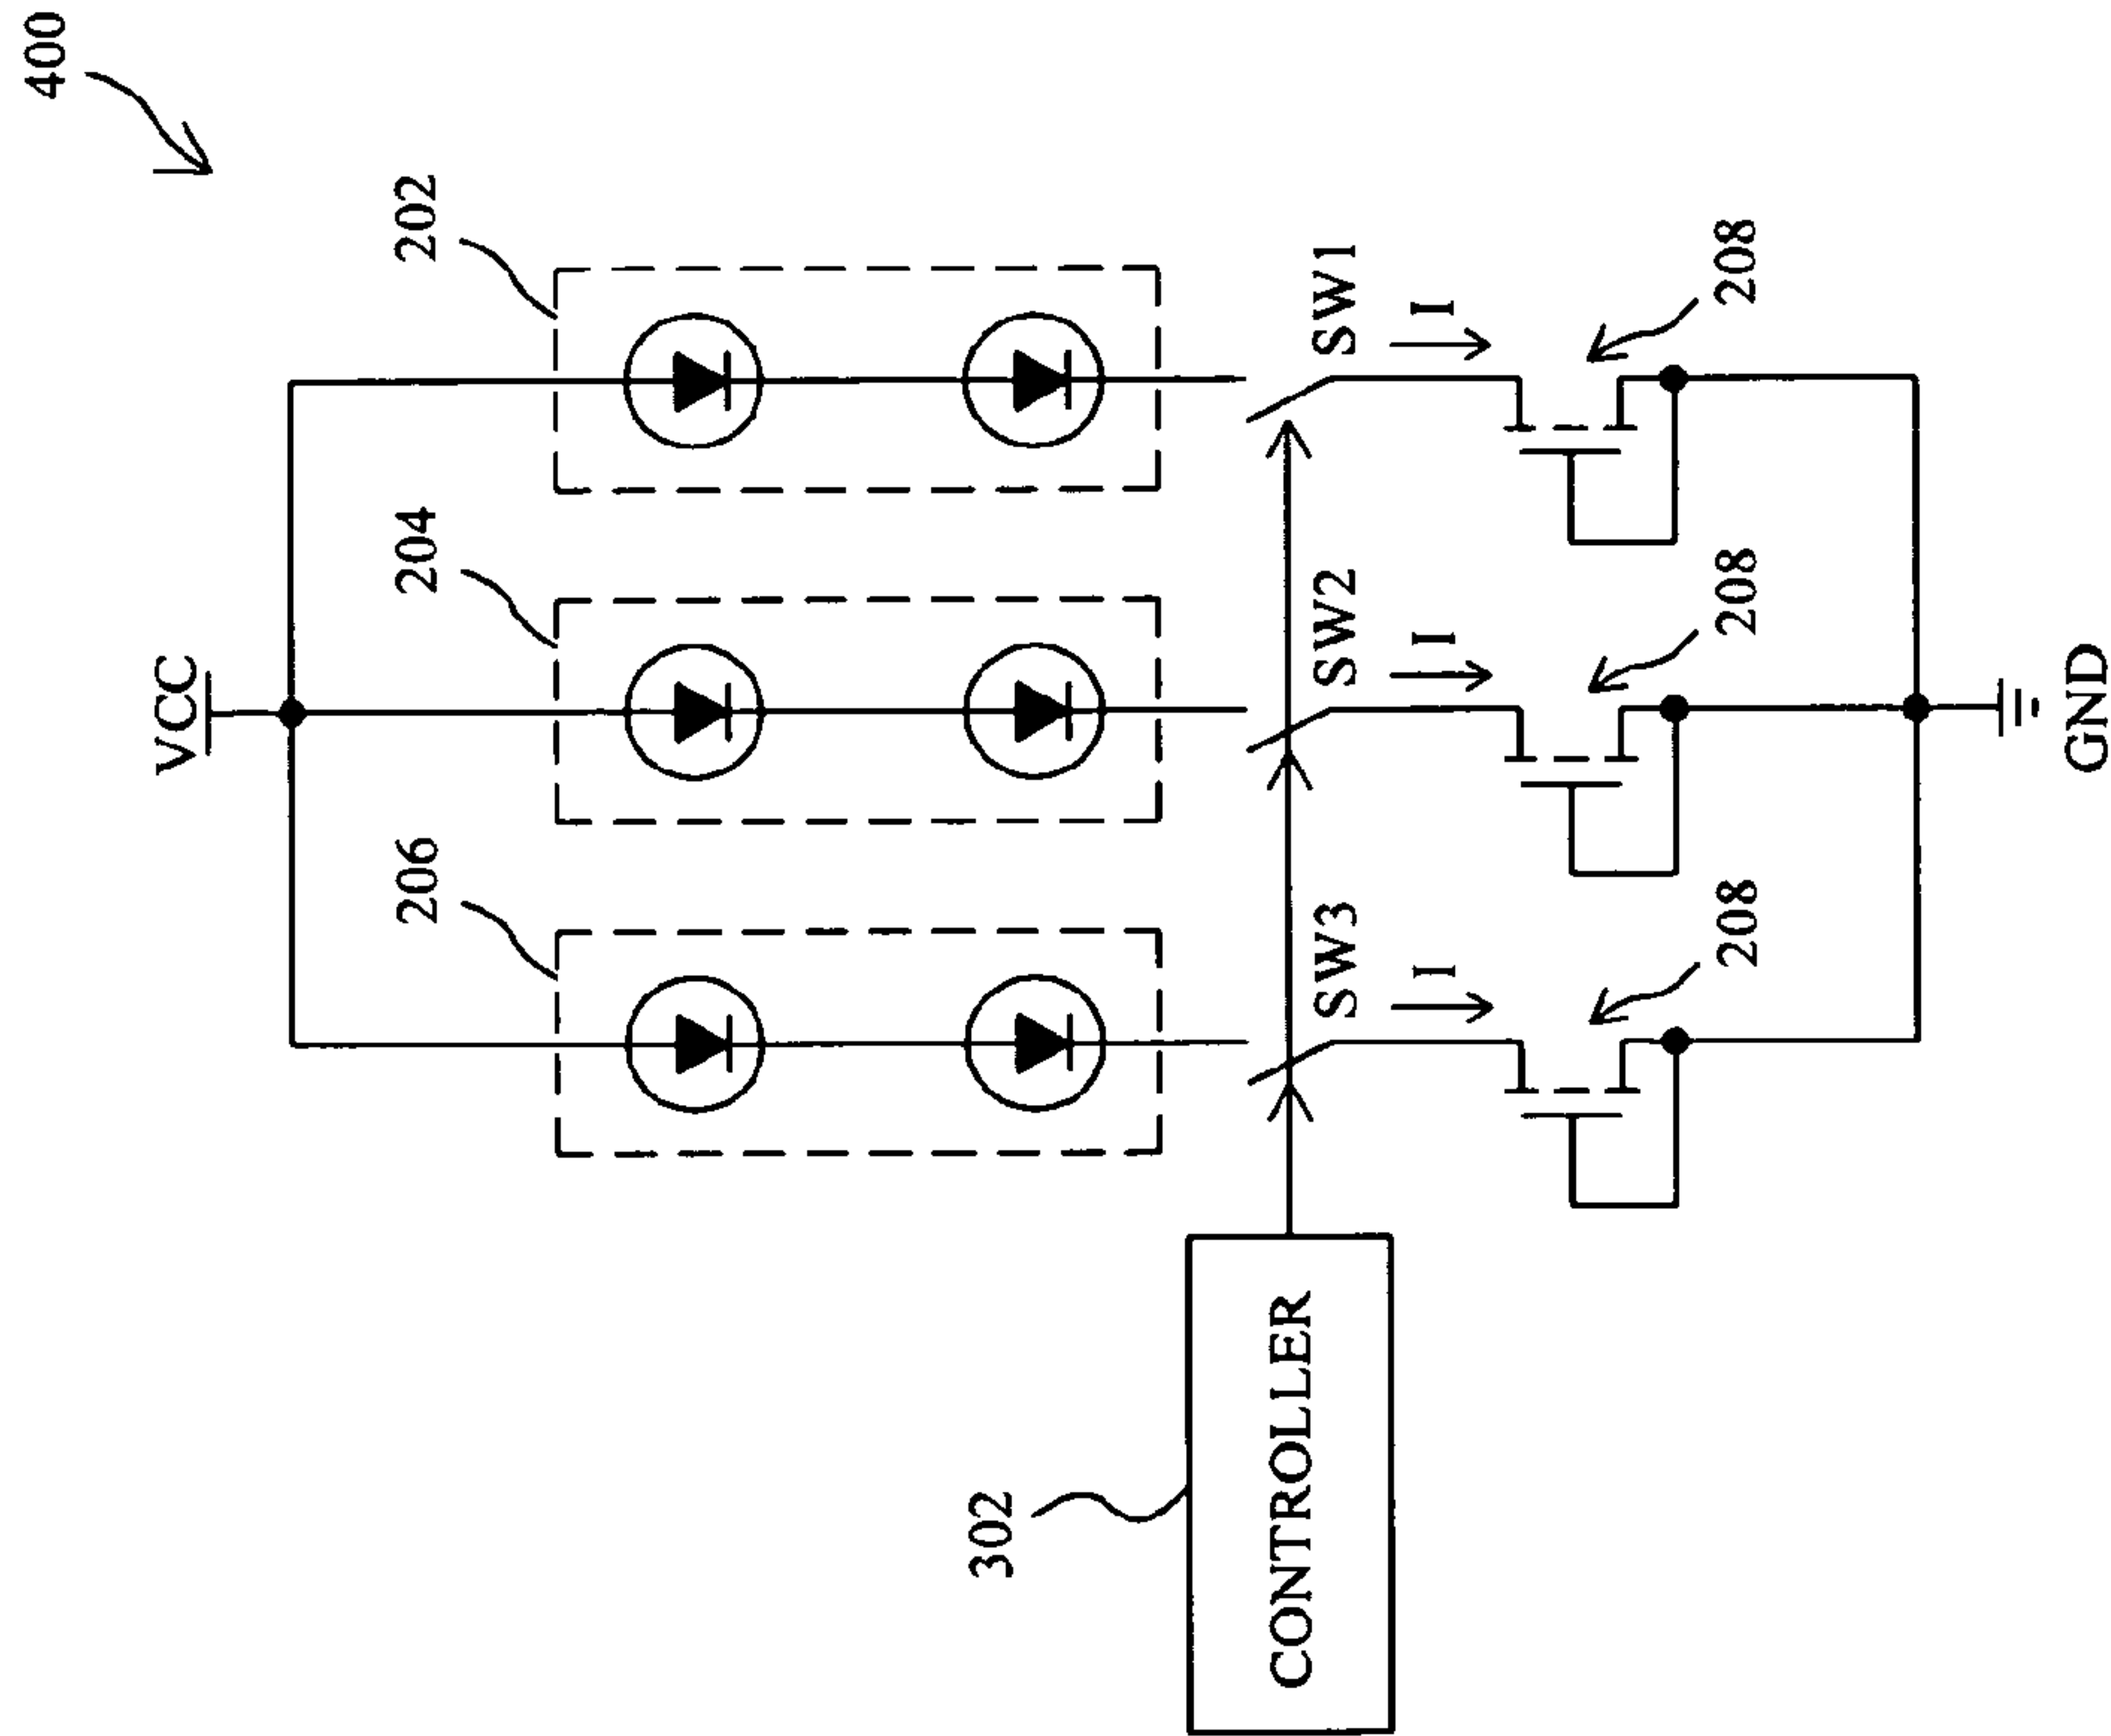 400
VCC
206
204
202
302
CONTROLLER
SW3
SW2
SW1
I
I
I
208
208
208
GND